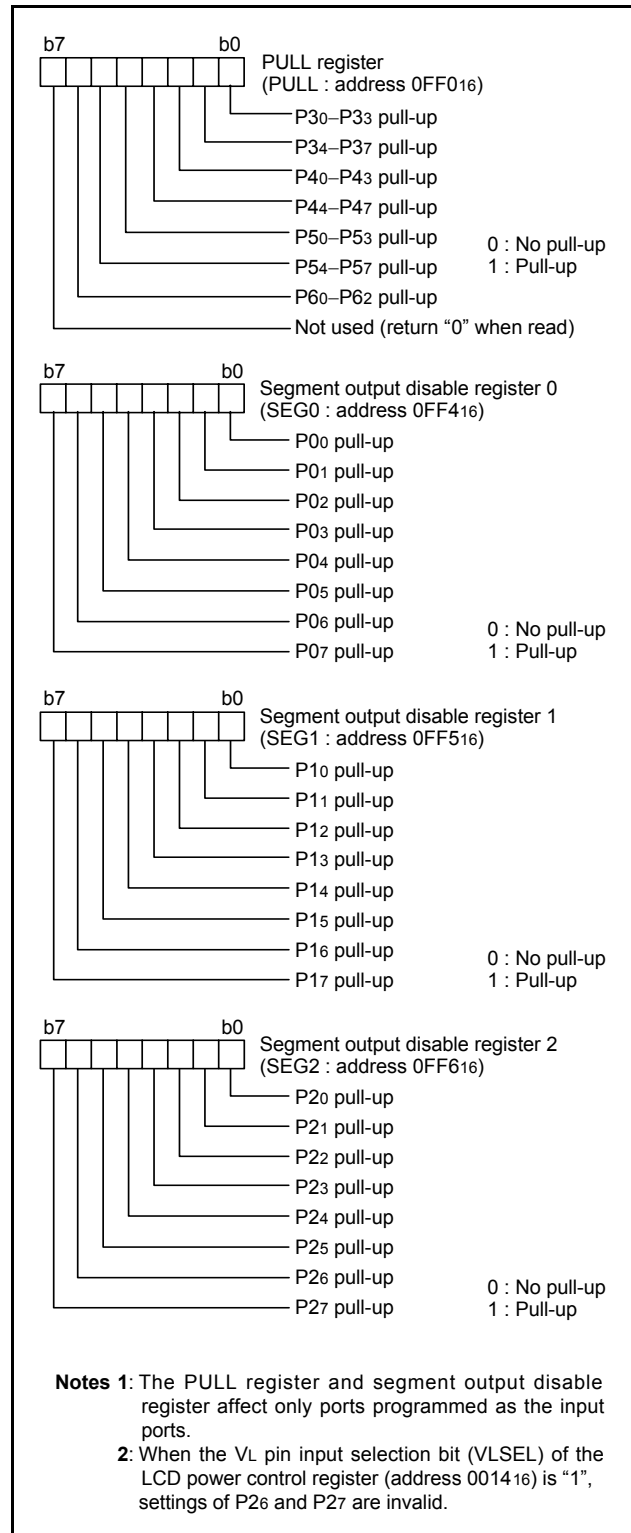 b7 b0
PULL register
(PULL : address 0FF016)
P30–P33 pull-up
P34–P37 pull-up
P40–P43 pull-up
P44–P47 pull-up
P50–P53 pull-up
0 : No pull-up
P54–P57 pull-up
1 : Pull-up
P60–P62 pull-up
Not used (return “0” when read)
b7 b0
Segment output disable register 0
(SEG0 : address 0FF416)
P00 pull-up
P01 pull-up
P02 pull-up
P03 pull-up
P04 pull-up
P05 pull-up
P06 pull-up
0 : No pull-up
P07 pull-up
1 : Pull-up
b7 b0
Segment output disable register 1
(SEG1 : address 0FF516)
P10 pull-up
P11 pull-up
P12 pull-up
P13 pull-up
P14 pull-up
P15 pull-up
P16 pull-up
0 : No pull-up
P17 pull-up
1 : Pull-up
b7 b0
Segment output disable register 2
(SEG2 : address 0FF616)
P20 pull-up
P21 pull-up
P22 pull-up
P23 pull-up
P24 pull-up
P25 pull-up
P26 pull-up
0 : No pull-up
P27 pull-up
1 : Pull-up
Notes 1: The PULL register and segment output disable
register affect only ports programmed as the input
ports.
2: When the VL pin input selection bit (VLSEL) of the
LCD power control register (address 001416) is “1”,
settings of P26 and P27 are invalid.